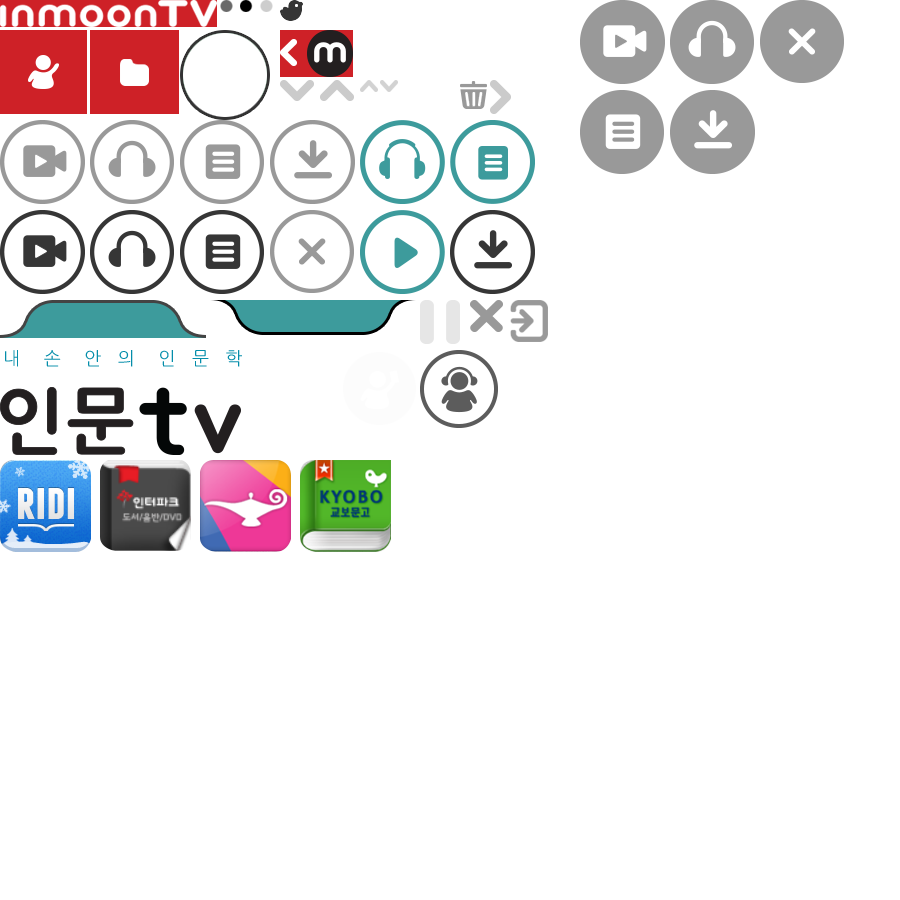 inmoonTV
m
내 손 안의 인 문 학
인문tv
RIDI
인터파크
도서/음반/DVD
KYOBO
교보문고